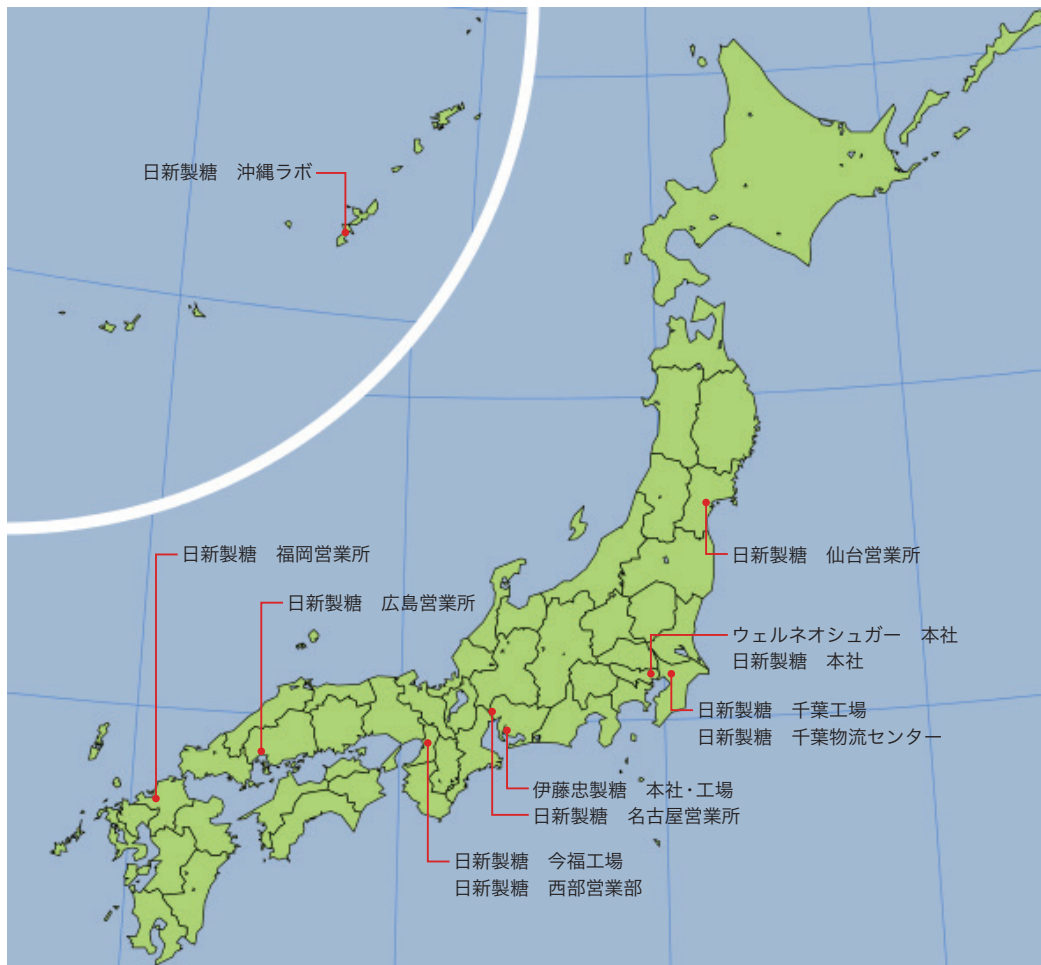 日新製糖　沖縄ラボ
日新製糖　福岡営業所
日新製糖　仙台営業所
日新製糖　広島営業所
ウェルネオシュガー　本社
日新製糖　本社
日新製糖　千葉工場
日新製糖　千葉物流センター
伊藤忠製糖　本社・工場
日新製糖　名古屋営業所
日新製糖　今福工場
日新製糖　西部営業部